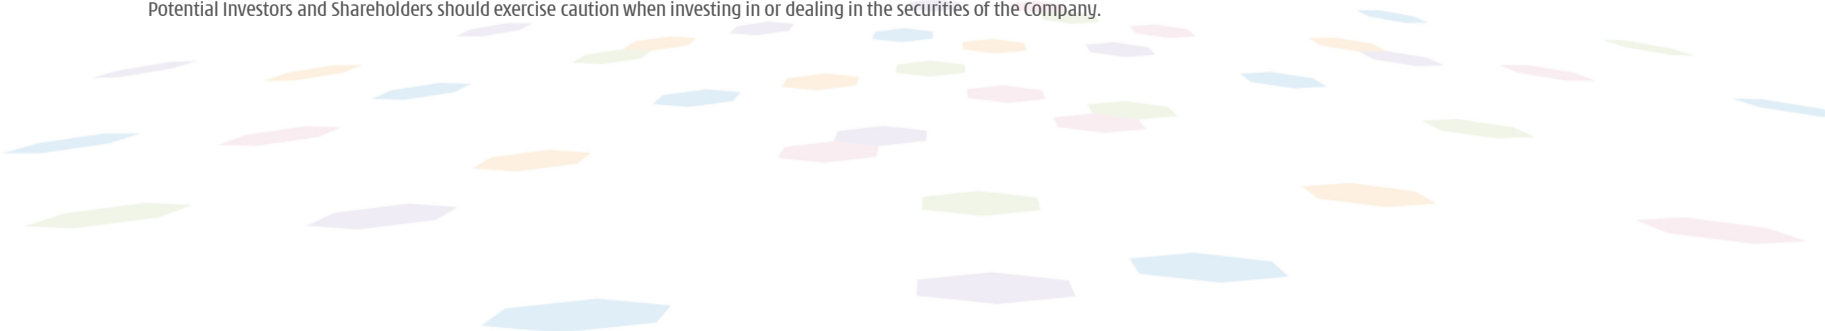 Potential Investors and Shareholders should exercise caution when investing in or dealing in the securities of the Company.